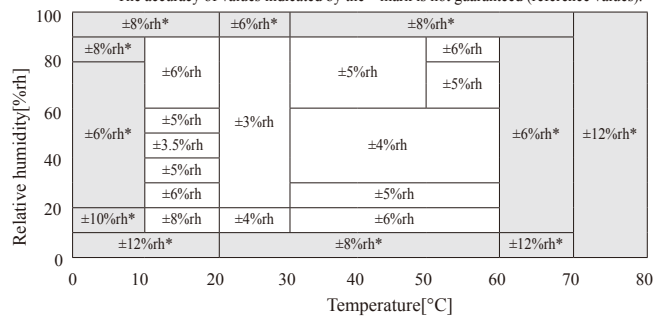 The accuracy of values indicated by the * mark is not guaranteed (reference values).
100
±8%rh* ±6%rh* ±8%rh*
±8%rh* ±6%rh
80
±6%rh ±5%rh ±5%rh
60
±5%rh
±6%rh* ±3%rh ±6%rh* ±12%rh*
±3.5%rh ±4%rh
40
±5%rh
±6%rh ±5%rh
20
±10%rh* ±8%rh ±4%rh ±6%rh
±12%rh* ±8%rh* ±12%rh*
0
0 10 20 30 40 50 60 70 80
Relative humidity[%rh]
Temperature[°C]